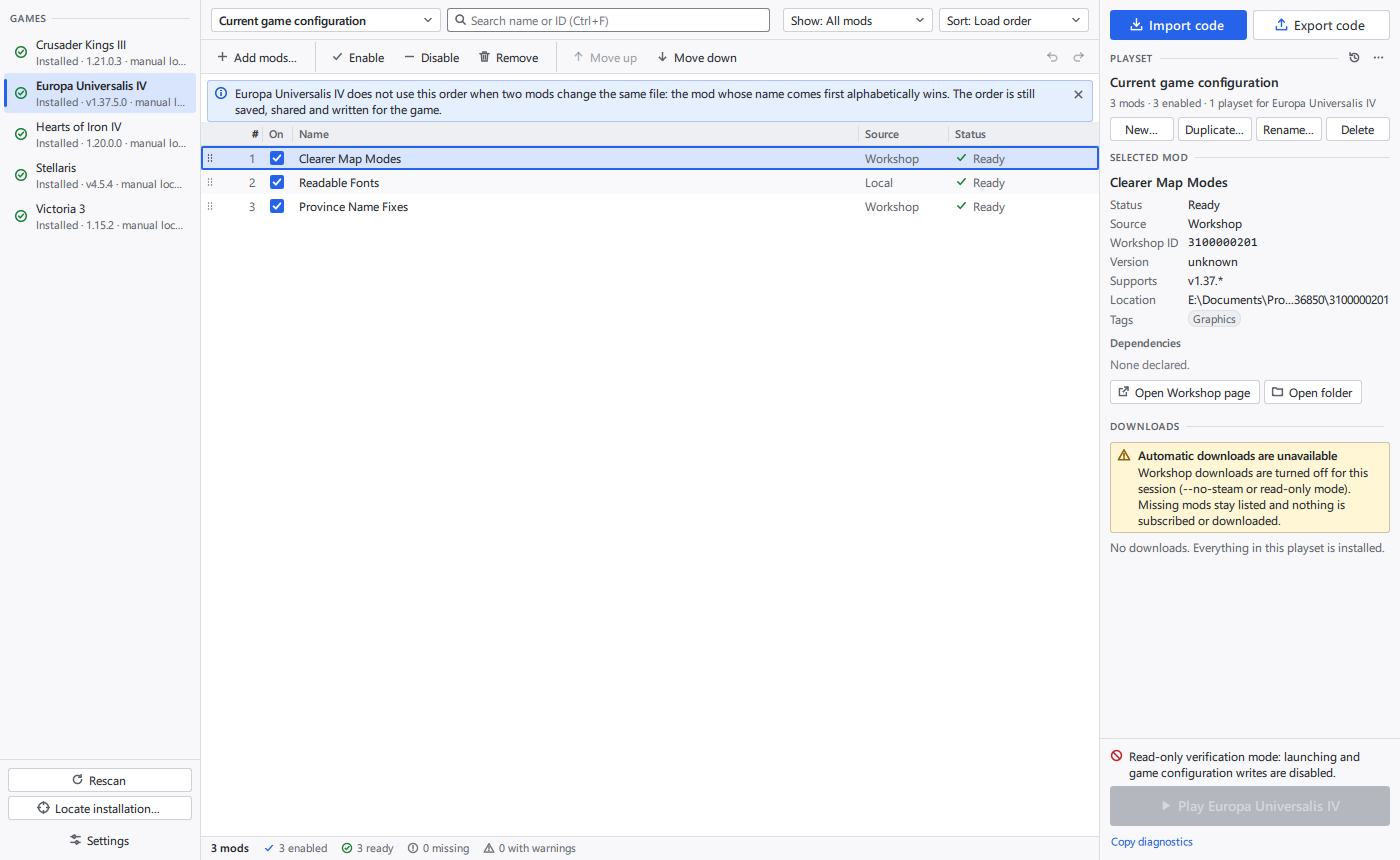 GAMES
Crusader Kings III
Installed · 1.21.0.3 · manual lo...
Europa Universalis IV
Installed · v1.37.5.0 · manual l...
Hearts of Iron IV
Installed · 1.20.0.0 · manual lo...
Stellaris
Installed · v4.5.4 · manual loc...
Victoria 3
Installed · 1.15.2 · manual loc...
Rescan
Locate installation...
Settings
Current game configuration
Search name or ID (Ctrl+F)
Show: All mods
Sort: Load order
Add mods...
Enable
Disable
Remove
Move up
Move down
Europa Universalis IV does not use this order when two mods change the same file: the mod whose name comes first alphabetically wins. The order is still
saved, shared and written for the game.
# On Name Source Status
1 Clearer Map Modes Workshop Ready
2 Readable Fonts Local Ready
3 Province Name Fixes Workshop Ready
3 mods 3 enabled 3 ready 0 missing 0 with warnings
Import code
Export code
PLAYSET
Current game configuration
3 mods · 3 enabled · 1 playset for Europa Universalis IV
New... Duplicate... Rename... Delete
SELECTED MOD
Clearer Map Modes
Status Ready
Source Workshop
Workshop ID 3100000201
Version unknown
Supports v1.37.*
Location E:\Documents\Pro...36850\3100000201
Tags Graphics
Dependencies
None declared.
Open Workshop page
Open folder
DOWNLOADS
Automatic downloads are unavailable
Workshop downloads are turned off for this
session (--no-steam or read-only mode).
Missing mods stay listed and nothing is
subscribed or downloaded.
No downloads. Everything in this playset is installed.
Read-only verification mode: launching and
game configuration writes are disabled.
Play Europa Universalis IV
Copy diagnostics